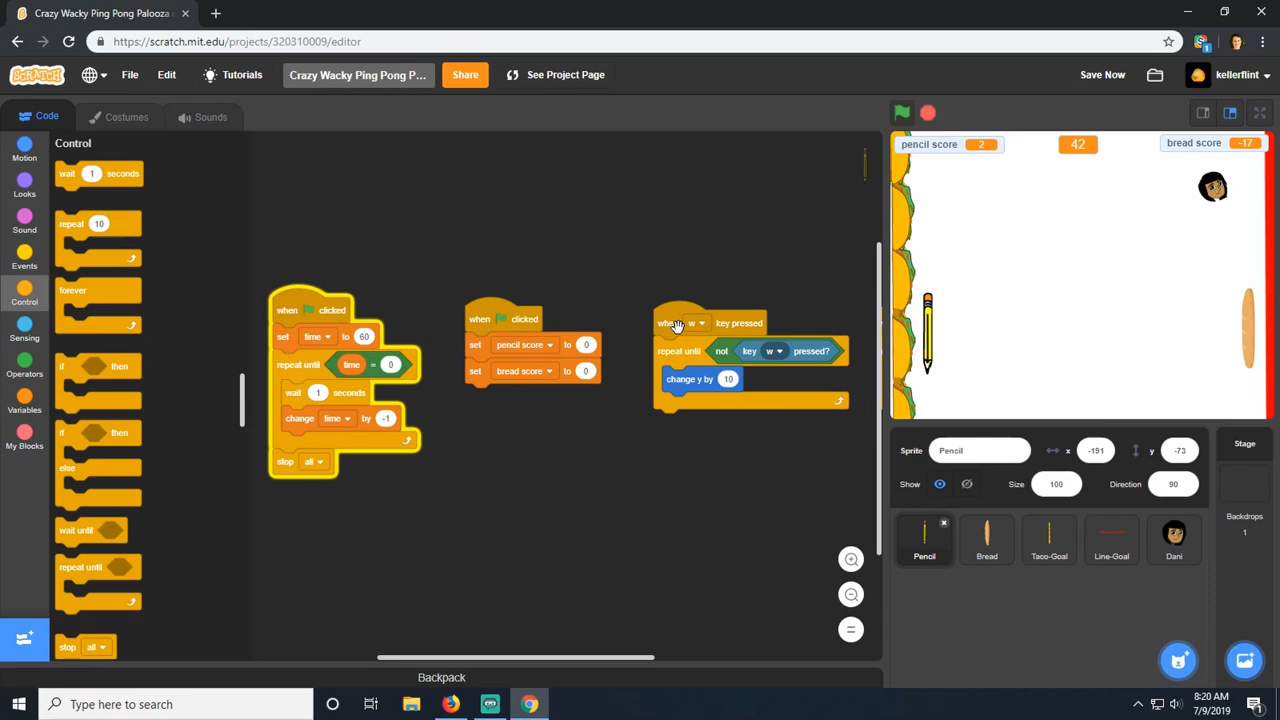 Crazy Wacky Ping Pong Palooza
https://scratch.mit.edu/projects/320310009/editor
1
SCRATCH
File
Edit
Tutorials
Crazy Wacky Ping Pong P...
Share
See Project Page
Save Now
kellerflint
Code
Costumes
Sounds
Motion
Looks
Sound
Events
Control
Sensing
Operators
Variables
My Blocks
Control
wait 1 seconds
repeat 10
forever
if then
if then
else
wait until
repeat until
stop all
when clicked
set time to 60
repeat until time = 0
wait 1 seconds
change time by -1
stop all
when clicked
set pencil score to 0
set bread score to 0
when w key pressed
repeat until not key w pressed?
change y by 10
pencil score 2
42
bread score -17
Sprite Pencil x -191 y -73
Show Size 100 Direction 90
Pencil
Bread
Taco-Goal
Line-Goal
Dani
Stage
Backdrops
1
Backpack
Type here to search
8:20 AM
7/9/2019
1